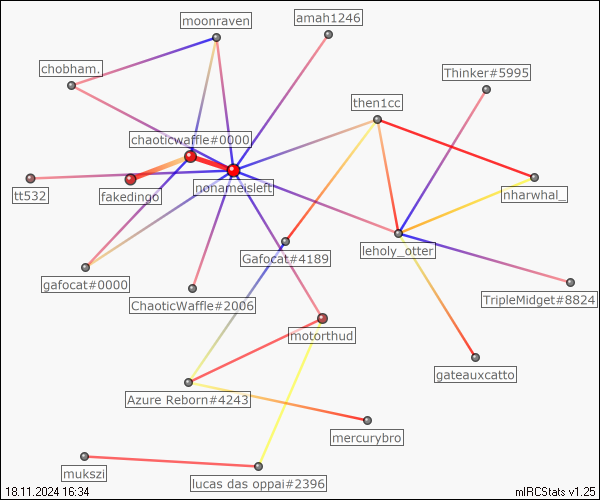 amah1246
moonraven
chobham.
Thinker#5995
then1cc
chaoticwaffle#0000
nonameisleft
tt532
fakedingo
nharwhal_
leholy_otter
Gafocat#4189
gafocat#0000
ChaoticWaffle#2006
TripleMidget#8824
motorthud
gateauxcatto
Azure Reborn#4243
mercurybro
mukszi
lucas das oppai#2396
18.11.2024 16:34
mIRCStats v1.25